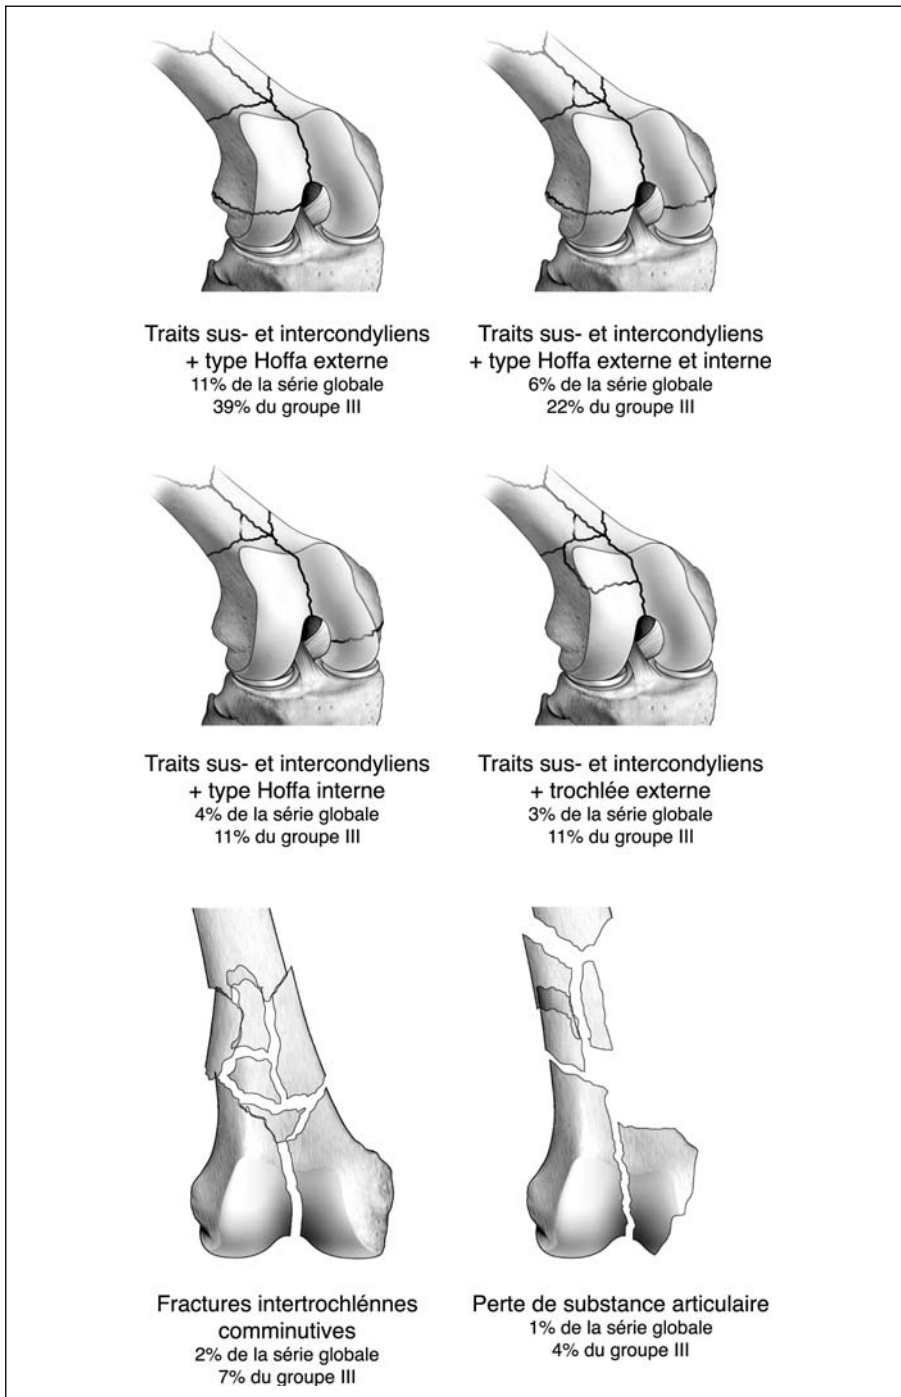 Traits sus- et intercondyliens
+ type Hoffa externe
11% de la série globale
39% du groupe III
Traits sus- et intercondyliens
+ type Hoffa externe et interne
6% de la série globale
22% du groupe III
Traits sus- et intercondyliens
+ type Hoffa interne
4% de la série globale
11% du groupe III
Traits sus- et intercondyliens
+ trochlée externe
3% de la série globale
11% du groupe III
Fractures intertrochlénnes
comminutives
2% de la série globale
7% du groupe III
Perte de substance articulaire
1% de la série globale
4% du groupe III